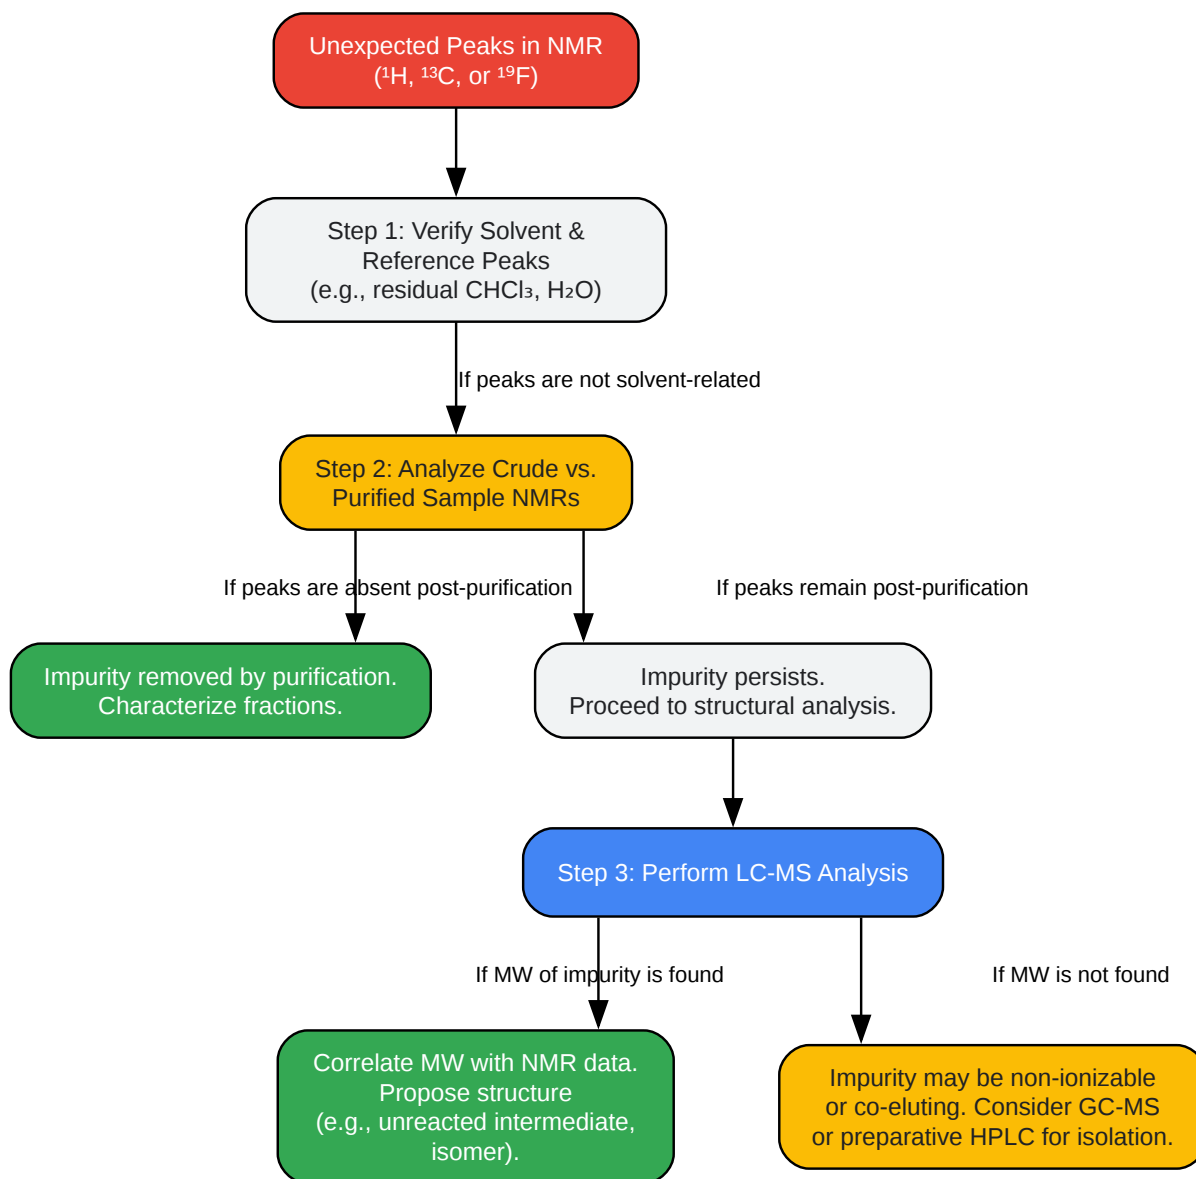 Unexpected Peaks in NMR
(¹H, ¹³C, or ¹⁹F)
Step 1: Verify Solvent &
Reference Peaks
(e.g., residual CHCl₃, H₂O)
If peaks are not solvent-related
Step 2: Analyze Crude vs.
Purified Sample NMRs
If peaks are absent post-purification
If peaks remain post-purification
Impurity removed by purification.
Characterize fractions.
Impurity persists.
Proceed to structural analysis.
Step 3: Perform LC-MS Analysis
If MW of impurity is found
If MW is not found
Correlate MW with NMR data.
Propose structure
(e.g., unreacted intermediate,
isomer).
Impurity may be non-ionizable
or co-eluting. Consider GC-MS
or preparative HPLC for isolation.